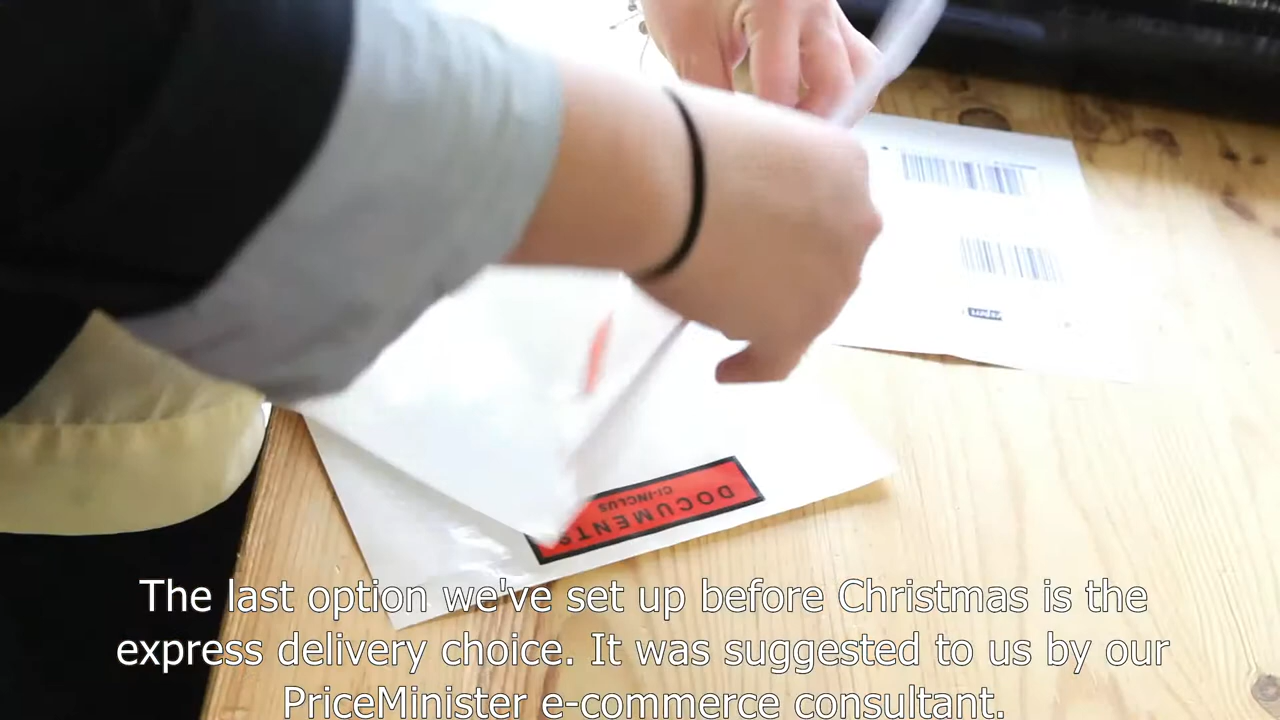 DOCUMENTS
CI-INCLUS
The last option we've set up before Christmas is the
express delivery choice. It was suggested to us by our
PriceMinister e-commerce consultant.